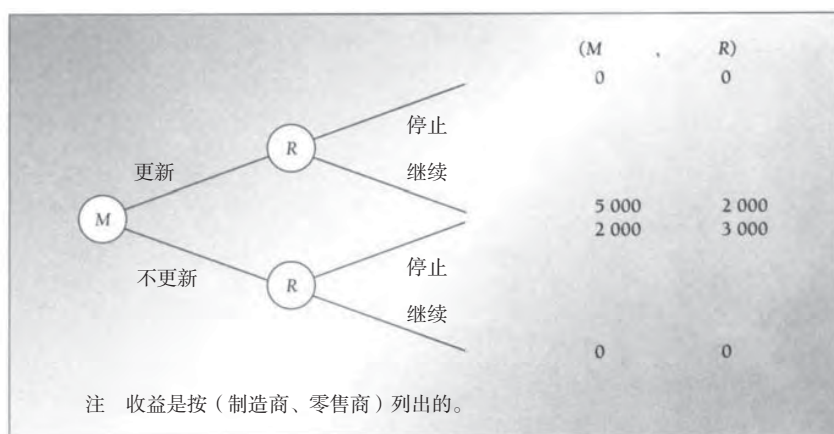 (M , R)
0 0
停止
R
更新 继续
5 000 2 000
M
2 000 3 000
不更新 停止
R
继续
0 0
注 收益是按（制造商、零售商）列出的。